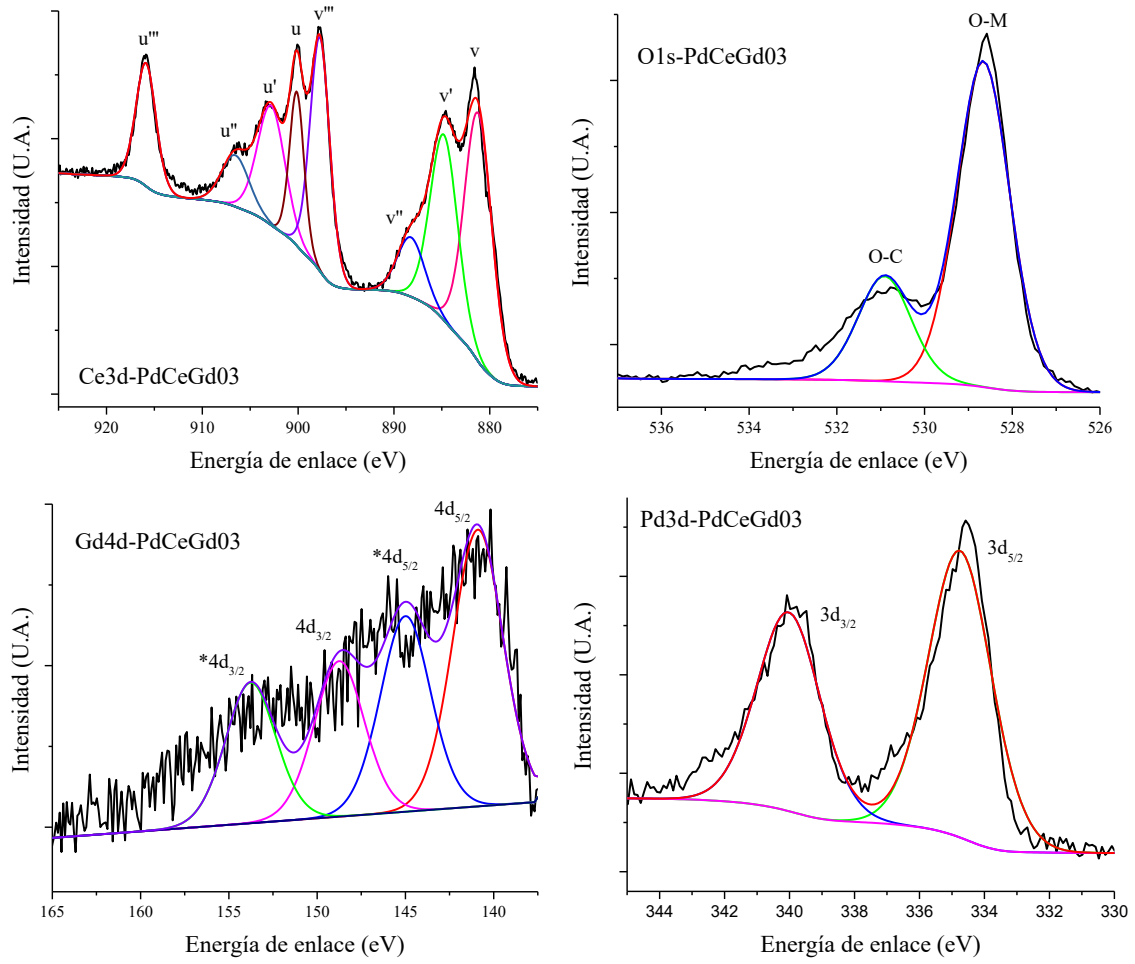 u'''
u''
u'
u
v'''
v''
v'
v
Ce3d-PdCeGd03
Intensidad (U.A.)
920
910
900
890
880
Energía de enlace (eV)
O-M
O1s-PdCeGd03
O-C
Intensidad (U.A.)
536
534
532
530
528
526
Energía de enlace (eV)
4d5/2
Gd4d-PdCeGd03
*4d5/2
4d3/2
*4d3/2
Intensidad (U.A.)
165
160
155
150
145
140
Energía de enlace (eV)
Pd3d-PdCeGd03
3d5/2
3d3/2
Intensidad (U.A.)
344
342
340
338
336
334
332
330
Energía de enlace (eV)